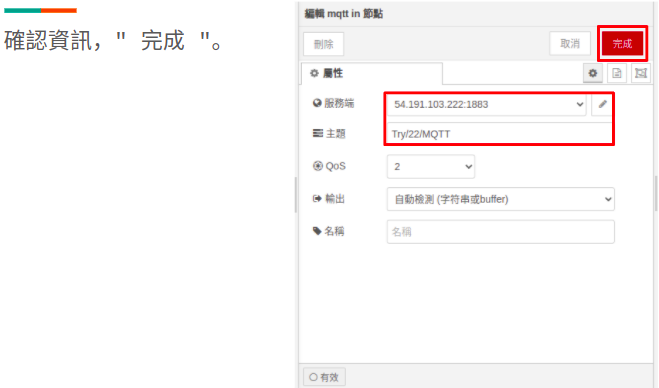 確認資訊，" 完成 "。
編輯 mqtt in 節點
刪除
取消
完成
屬性
服務端
54.191.103.222:1883
主題
Try/22/MQTT
QoS
2
輸出
自動檢測 (字符串或buffer)
名稱
名稱
有效